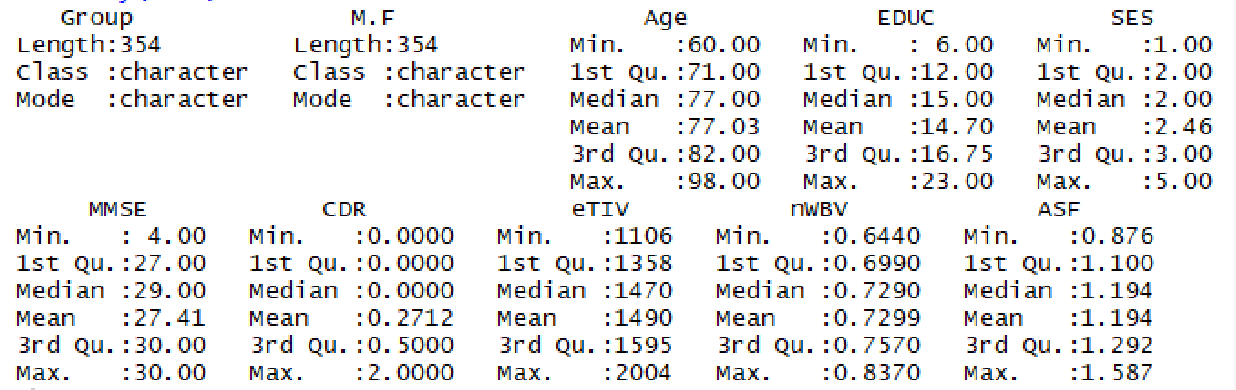 Group M.F Age EDUC SES
Length:354 Length:354 Min. :60.00 Min. : 6.00 Min. :1.00
Class :character Class :character 1st Qu.:71.00 1st Qu.:12.00 1st Qu.:2.00
Mode :character Mode :character Median :77.00 Median :15.00 Median :2.00
Mean :77.03 Mean :14.70 Mean :2.46
3rd Qu.:82.00 3rd Qu.:16.75 3rd Qu.:3.00
Max. :98.00 Max. :23.00 Max. :5.00
MMSE CDR eTIV nWBV ASF
Min. : 4.00 Min. :0.0000 Min. :1106 Min. :0.6440 Min. :0.876
1st Qu.:27.00 1st Qu.:0.0000 1st Qu.:1358 1st Qu.:0.6990 1st Qu.:1.100
Median :29.00 Median :0.0000 Median :1470 Median :0.7290 Median :1.194
Mean :27.41 Mean :0.2712 Mean :1490 Mean :0.7299 Mean :1.194
3rd Qu.:30.00 3rd Qu.:0.5000 3rd Qu.:1595 3rd Qu.:0.7570 3rd Qu.:1.292
Max. :30.00 Max. :2.0000 Max. :2004 Max. :0.8370 Max. :1.587